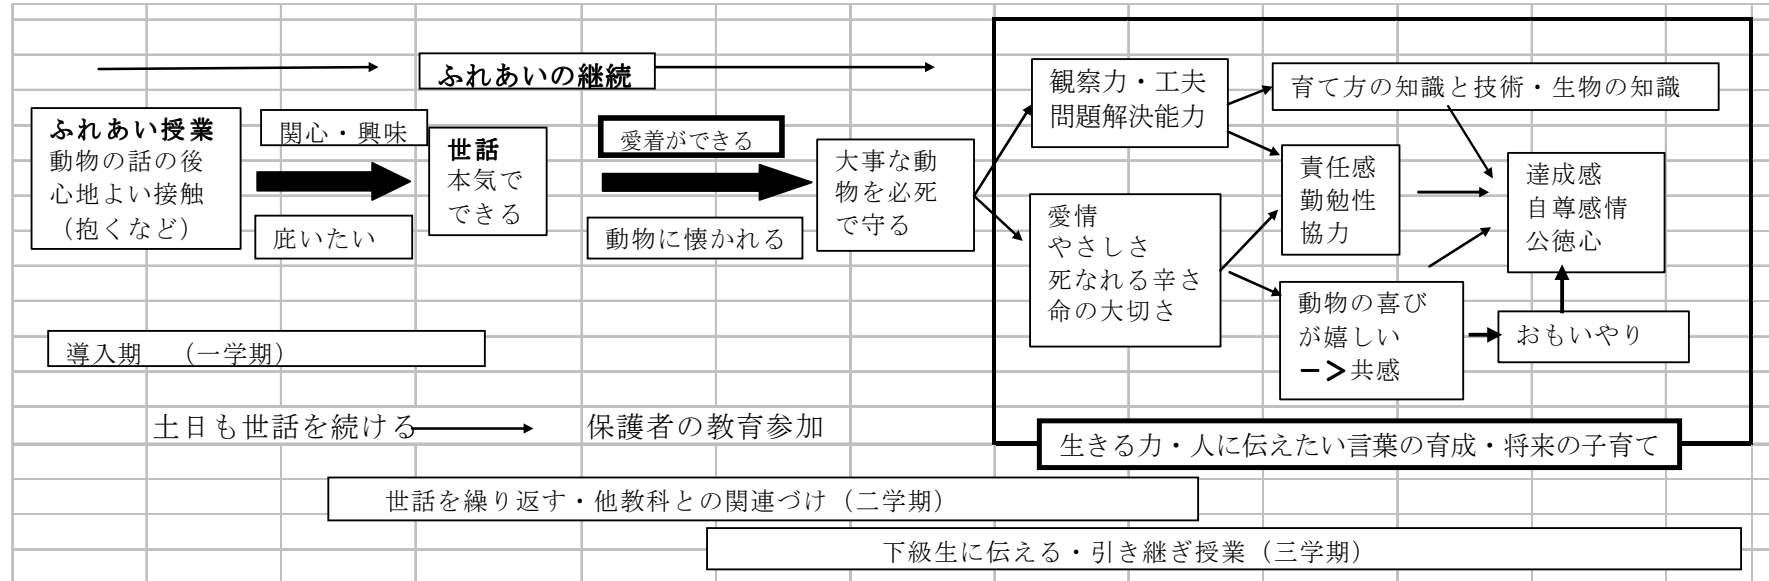 ふれあいの継続
ふれあい授業
動物の話の後
心地よい接触
（抱くなど）
関心・興味
庇いたい
世話
本気で
できる
愛着ができる
動物に懐かれる
大事な動
物を必死
で守る
観察力・工夫
問題解決能力
育て方の知識と技術・生物の知識
愛情
やさしさ
死なれる辛さ
命の大切さ
責任感
勤勉性
協力
動物の喜び
が嬉しい
ー＞共感
達成感
自尊感情
公徳心
おもいやり
導入期　（一学期）
土日も世話を続ける
保護者の教育参加
生きる力・人に伝えたい言葉の育成・将来の子育て
世話を繰り返す・他教科との関連づけ（二学期）
下級生に伝える・引き継ぎ授業（三学期）